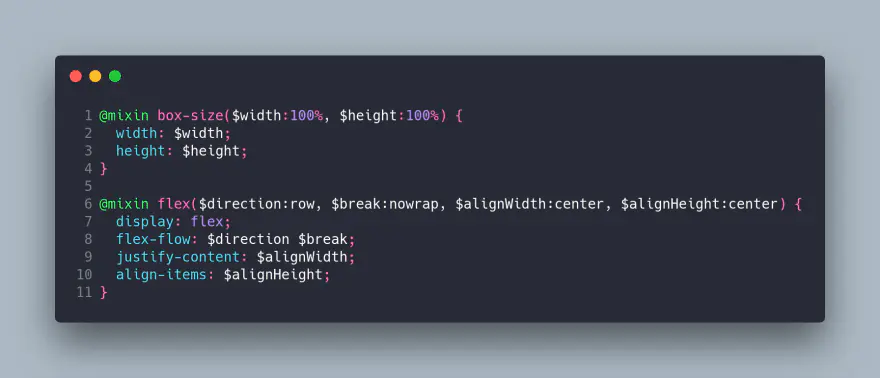 1 @mixin box-size($width:100%, $height:100%) {
2   width: $width;
3   height: $height;
4 }
5
6 @mixin flex($direction:row, $break:nowrap, $alignWidth:center, $alignHeight:center) {
7   display: flex;
8   flex-flow: $direction $break;
9   justify-content: $alignWidth;
10   align-items: $alignHeight;
11 }